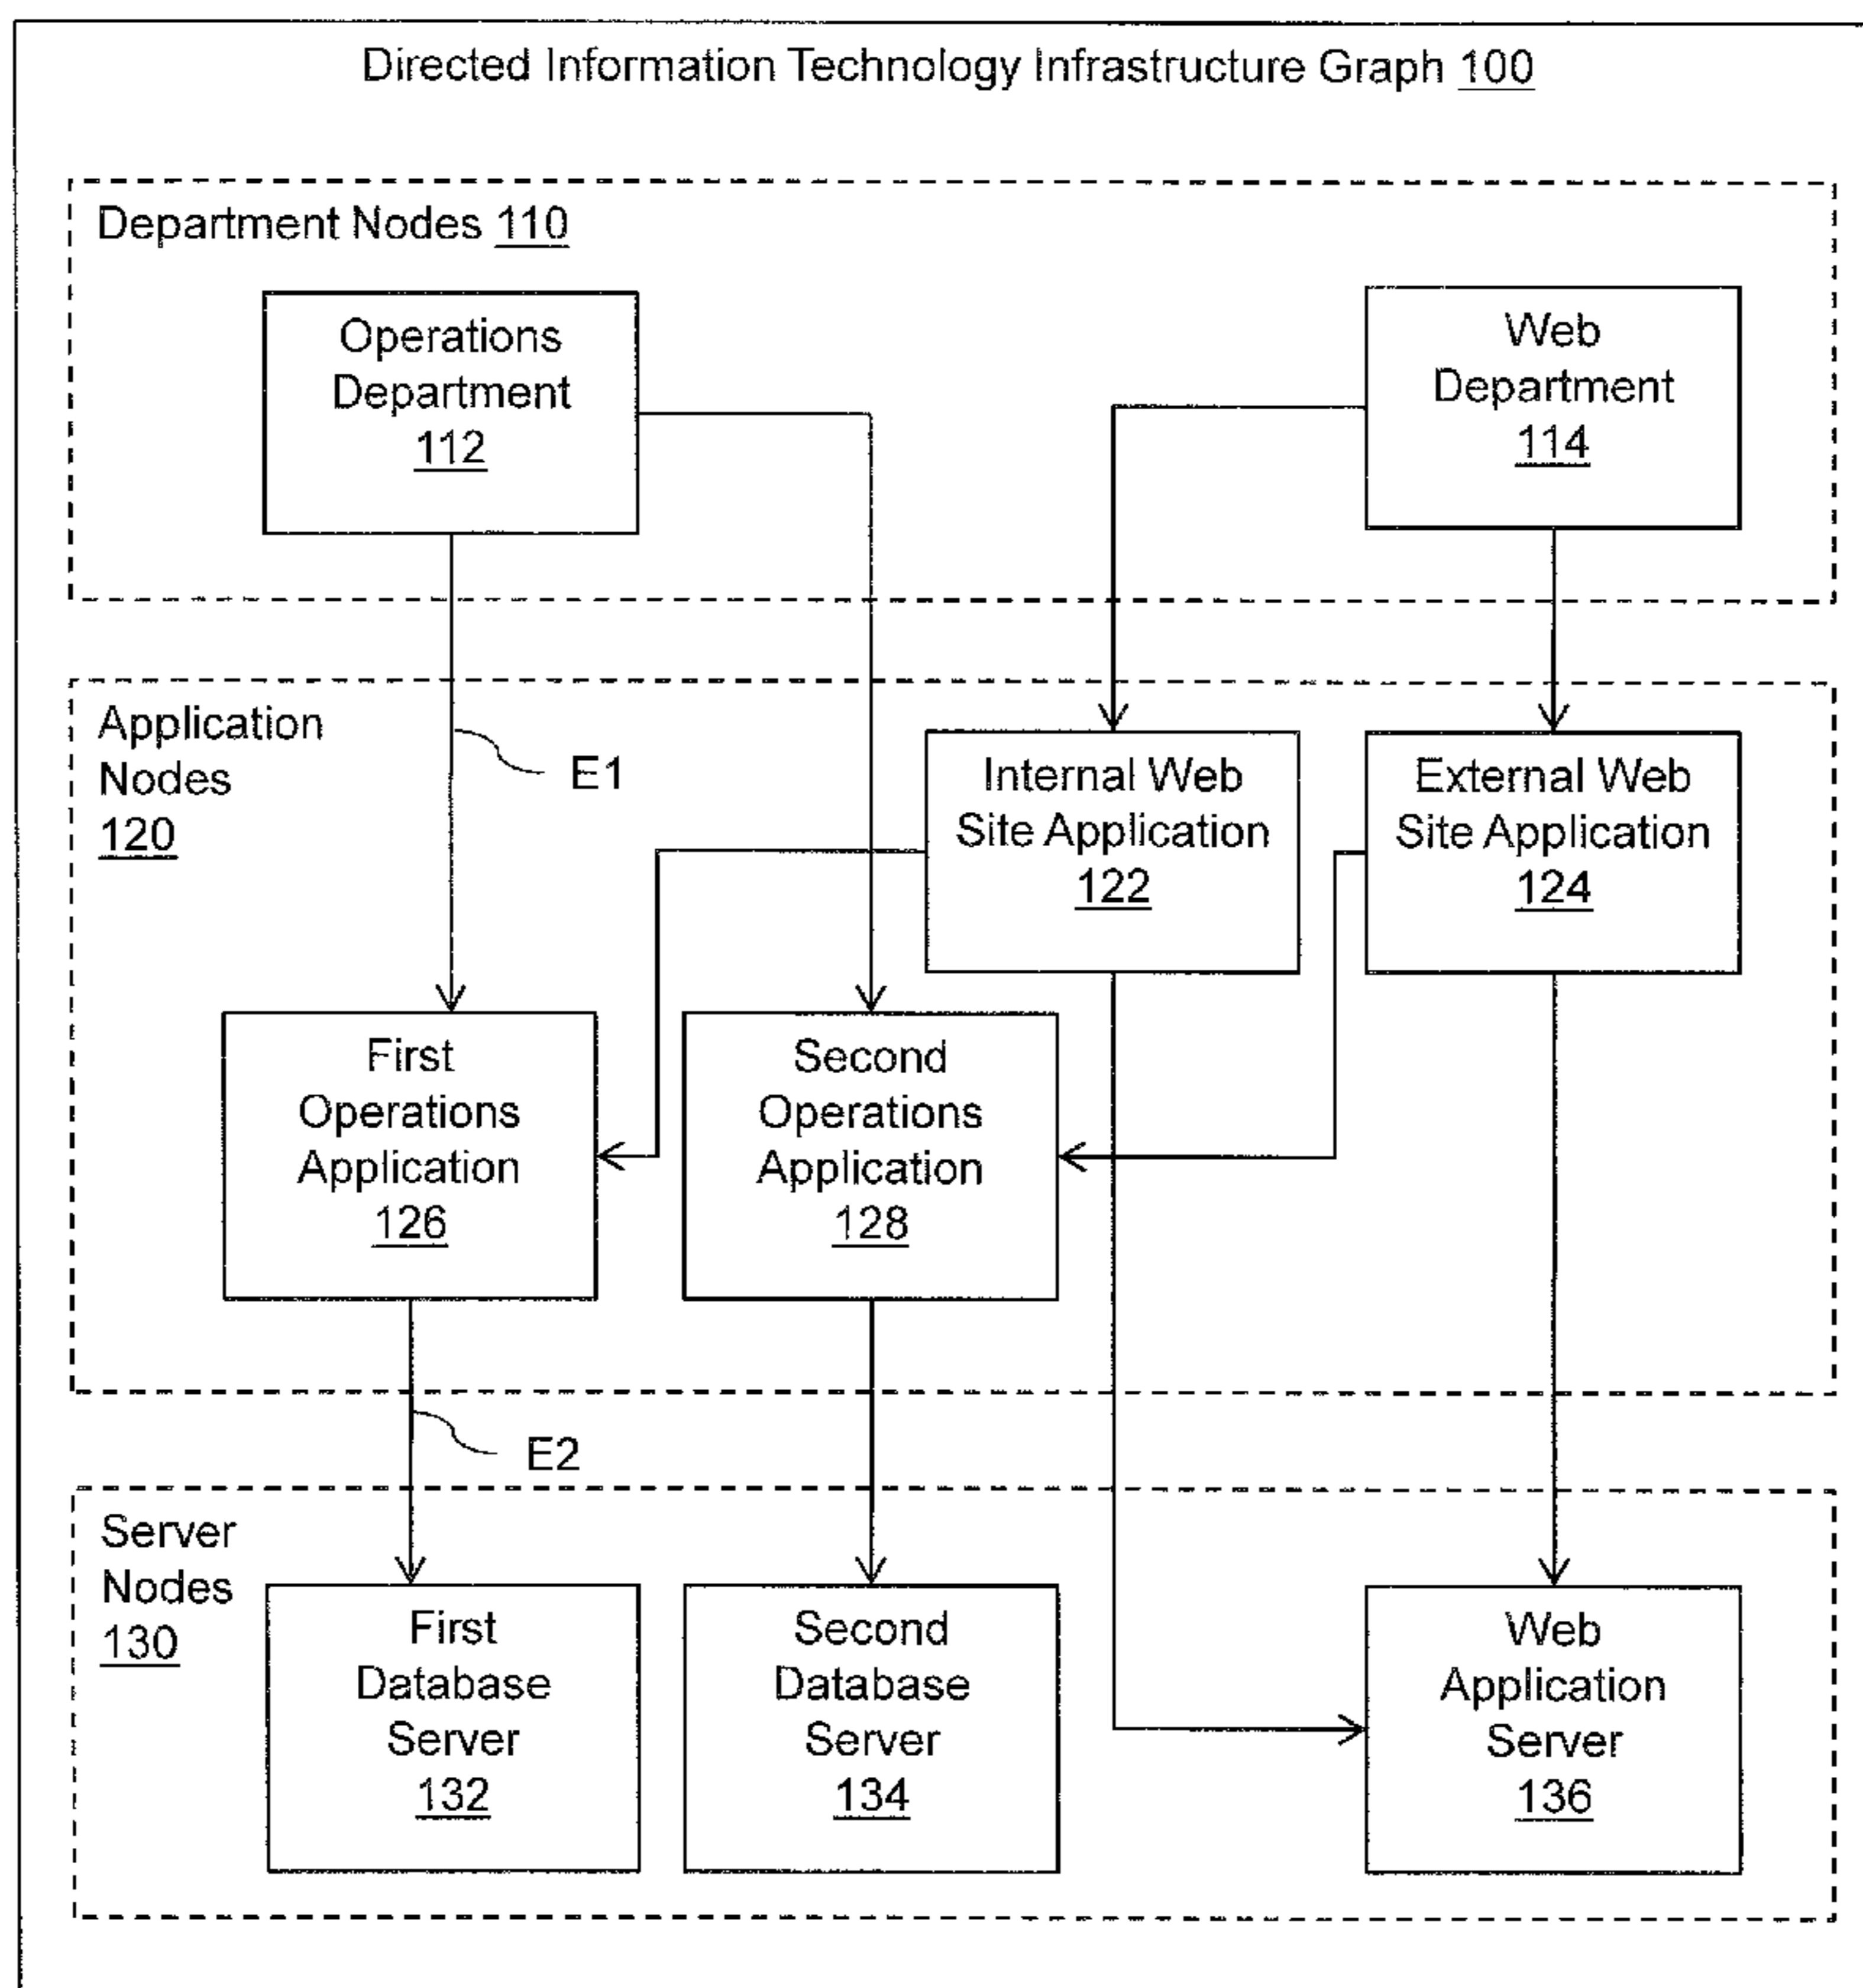 Directed Information Technology Infrastructure Graph 100
Department Nodes 110
Operations
Department
112
Web
Department
114
Application
Nodes
120
E1
Internal Web
Site Application
122
External Web
Site Application
124
First
Operations
Application
126
Second
Operations
Application
128
E2
Server
Nodes
130
First
Database
Server
132
Second
Database
Server
134
Web
Application
Server
136